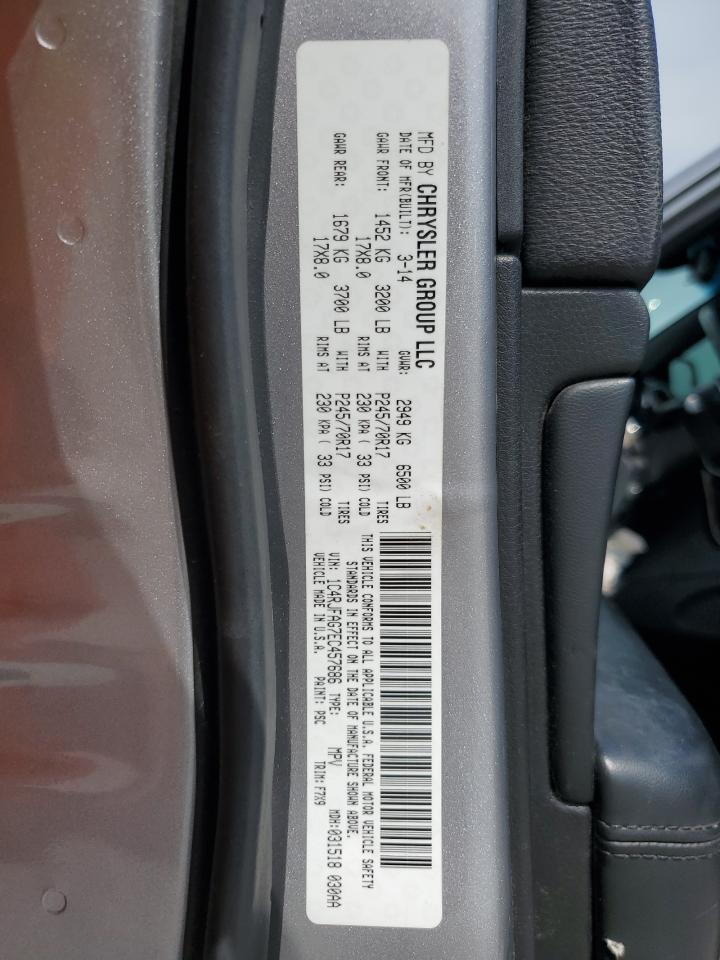 MFD BY CHRYSLER GROUP LLC
DATE OF MFR(BUILT): 3-14 GVWR: 2949 KG 6500 LB
GAWR FRONT: 1452 KG 3200 LB WITH P245/70R17 TIRES
17X8.0 RIMS AT 230 KPA ( 33 PSI) COLD
GAWR REAR: 1679 KG 3700 LB WITH P245/70R17 TIRES
17X8.0 RIMS AT 230 KPA ( 33 PSI) COLD
THIS VEHICLE CONFORMS TO ALL APPLICABLE U.S.A. FEDERAL MOTOR VEHICLE SAFETY
STANDARDS IN EFFECT ON THE DATE OF MANUFACTURE SHOWN ABOVE.
VIN: 1C4RJFAG7EC457686 TYPE: MPV MDH:031518 030AA
VEHICLE MADE IN U.S.A. PAINT: PSC TRIM: F7X9